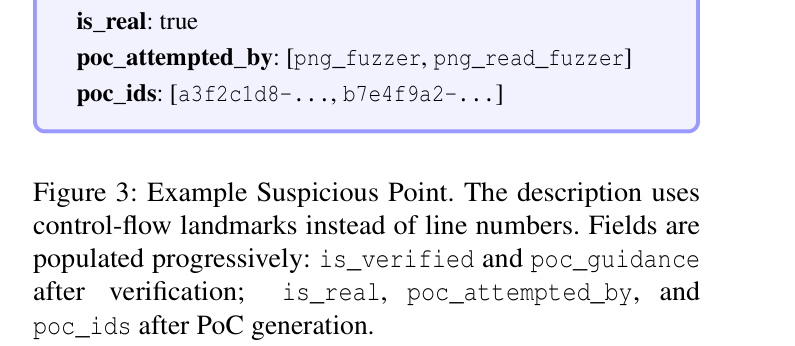 is_real: true
poc_attempted_by: [png_fuzzer, png_read_fuzzer]
poc_ids: [a3f2c1d8-..., b7e4f9a2-...]
Figure 3: Example Suspicious Point. The description uses
control-flow landmarks instead of line numbers. Fields are
populated progressively: is_verified and poc_guidance
after verification; is_real, poc_attempted_by, and
poc_ids after PoC generation.